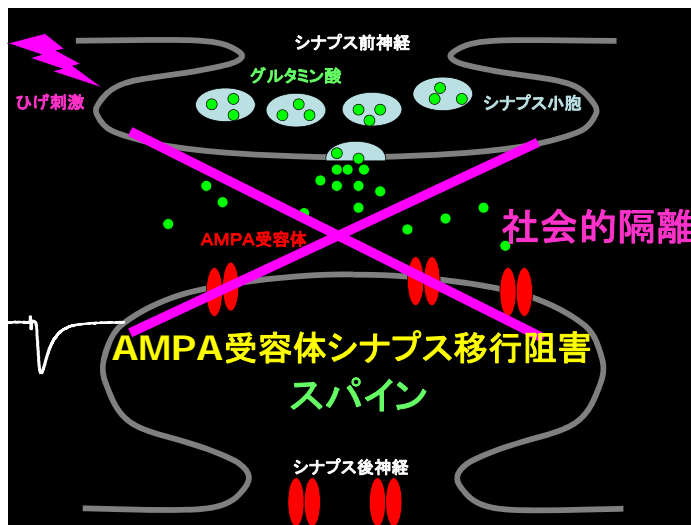 シナプス前神経
グルタミン酸
ひげ刺激
シナプス小胞
社会的隔離
AMPA受容体
AMPA受容体シナプス移行阻害
スパイン
シナプス後神経